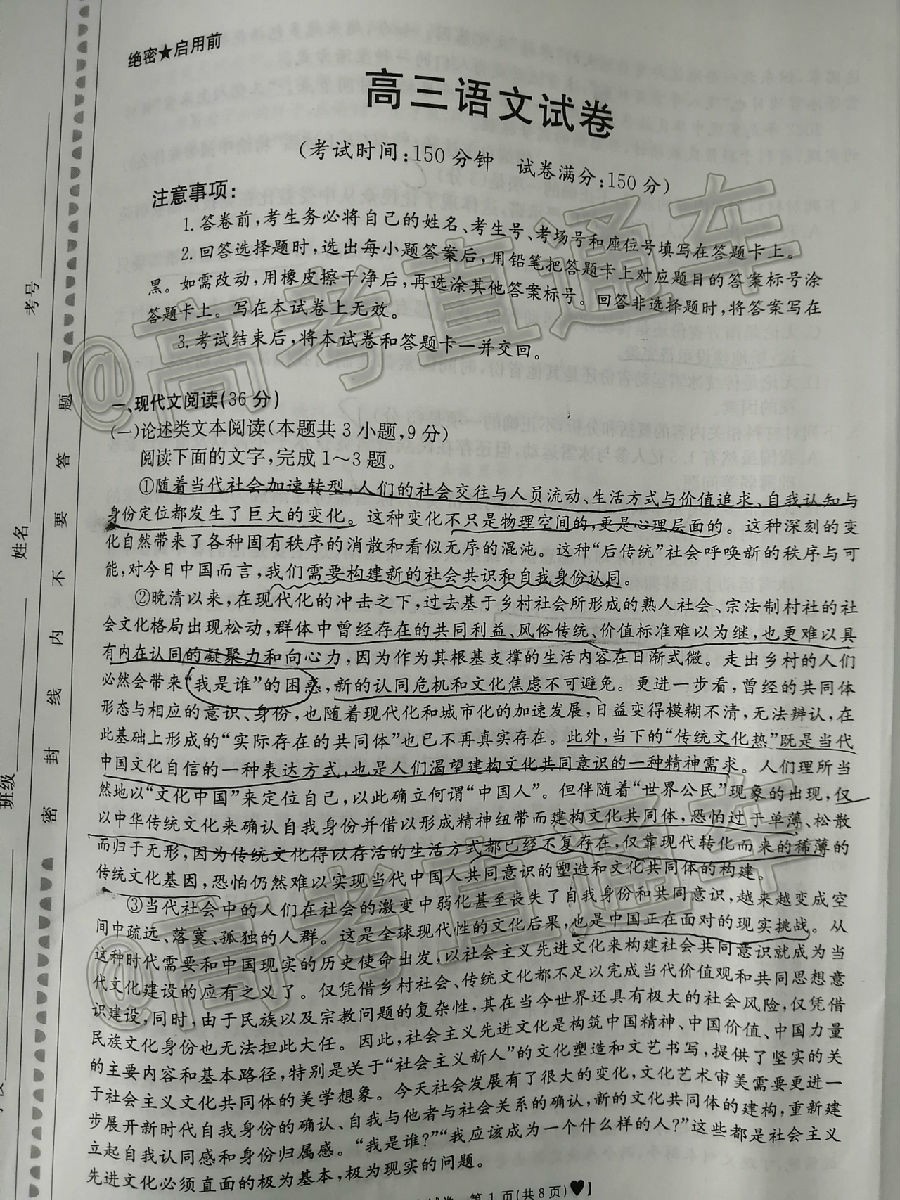 绝密★启用前
高三语文试卷
(考试时间:150分钟 试卷满分:150分)
注意事项:
1.答卷前,考生务必将自己的姓名、考生号、考场号和座位号填写在答题卡上。
2.回答选择题时,选出每小题答案后,用铅笔把答题卡上对应题目的答案标号涂
黑。如需改动,用橡皮擦干净后,再选涂其他答案标号。回答非选择题时,将答案写在
答题卡上。写在本试卷上无效。
3.考试结束后,将本试卷和答题卡一并交回。
一、现代文阅读(36分)
(一)论述类文本阅读(本题共3小题,9分)
阅读下面的文字,完成1~3题。
①随着当代社会加速转型,人们的社会交往与人员流动、生活方式与价值追求、自我认知与
身份定位都发生了巨大的变化。这种变化不只是物理空间的,更是心理层面的。这种深刻的变
化自然带来了各种固有秩序的消散和看似无序的混沌。这种“后传统”社会呼唤新的秩序与可
能,对今日中国而言,我们需要构建新的社会共识和自我身份认同。
②晚清以来,在现代化的冲击之下,过去基于乡村社会所形成的熟人社会、宗法制村社的社
会文化格局出现松动,群体中曾经存在的共同利益、风俗传统、价值标准难以为继,也更难以具
有内在认同的凝聚力和向心力,因为作为其根基支撑的生活内容在日渐式微。走出乡村的人们
必然会带来“我是谁”的困惑,新的认同危机和文化焦虑不可避免。更进一步看,曾经的共同体
形态与相应的意识、身份,也随着现代化和城市化的加速发展,日益变得模糊不清,无法辨认,在
此基础上形成的“实际存在的共同体”也已不再真实存在。此外,当下的“传统文化热”既是当代
中国文化自信的一种表达方式,也是人们渴望建构文化共同意识的一种精神需求。人们理所当
然地以“文化中国”来定位自己,以此确立何谓“中国人”。但伴随着“世界公民”现象的出现,仅
以中华传统文化来确认自我身份并借以形成精神纽带而建构文化共同体,恐怕过于单薄、松散
而归于无形,因为传统文化得以存活的生活方式都已经不复存在,仅靠现代转化而来的稀薄的
传统文化基因,恐怕仍然难以实现当代中国人共同意识的塑造和文化共同体的构建。
③当代社会中的人们在社会的激变中弱化甚至丧失了自我身份和共同意识,越来越变成空
间中疏远、落寞、孤独的人群。这是全球现代性的文化后果,也是中国正在面对的现实挑战。从
这种时代需要和中国现实的历史使命出发,以社会主义先进文化来构建社会共同意识就成为当
代文化建设的应有之义了。仅凭借乡村社会、传统文化都不足以完成当代价值观和共同思想意
识建设,同时,由于民族以及宗教问题的复杂性,其在当今世界还具有极大的社会风险,仅凭借
民族文化身份也无法担此大任。因此,社会主义先进文化是构筑中国精神、中国价值、中国力量
的主要内容和基本路径,特别是关于“社会主义新人”的文化塑造和文艺书写,提供了坚实的关
于社会主义文化共同体的美学想象。今天社会发展有了很大的变化,文化艺术审美需要更进一
步展开新时代自我身份的确认、自我与他者与社会关系的确认,新的文化共同体的建构,重新建
立起自我认同感和身份归属感。“我是谁?”“我应该成为一个什么样的人?”这些都是社会主义
先进文化必须直面的极为基本,极为现实的问题。
第1页(共8页)♥】
考号
姓名
班级
密封线内不要答题
@高考直通车
@高考直通车